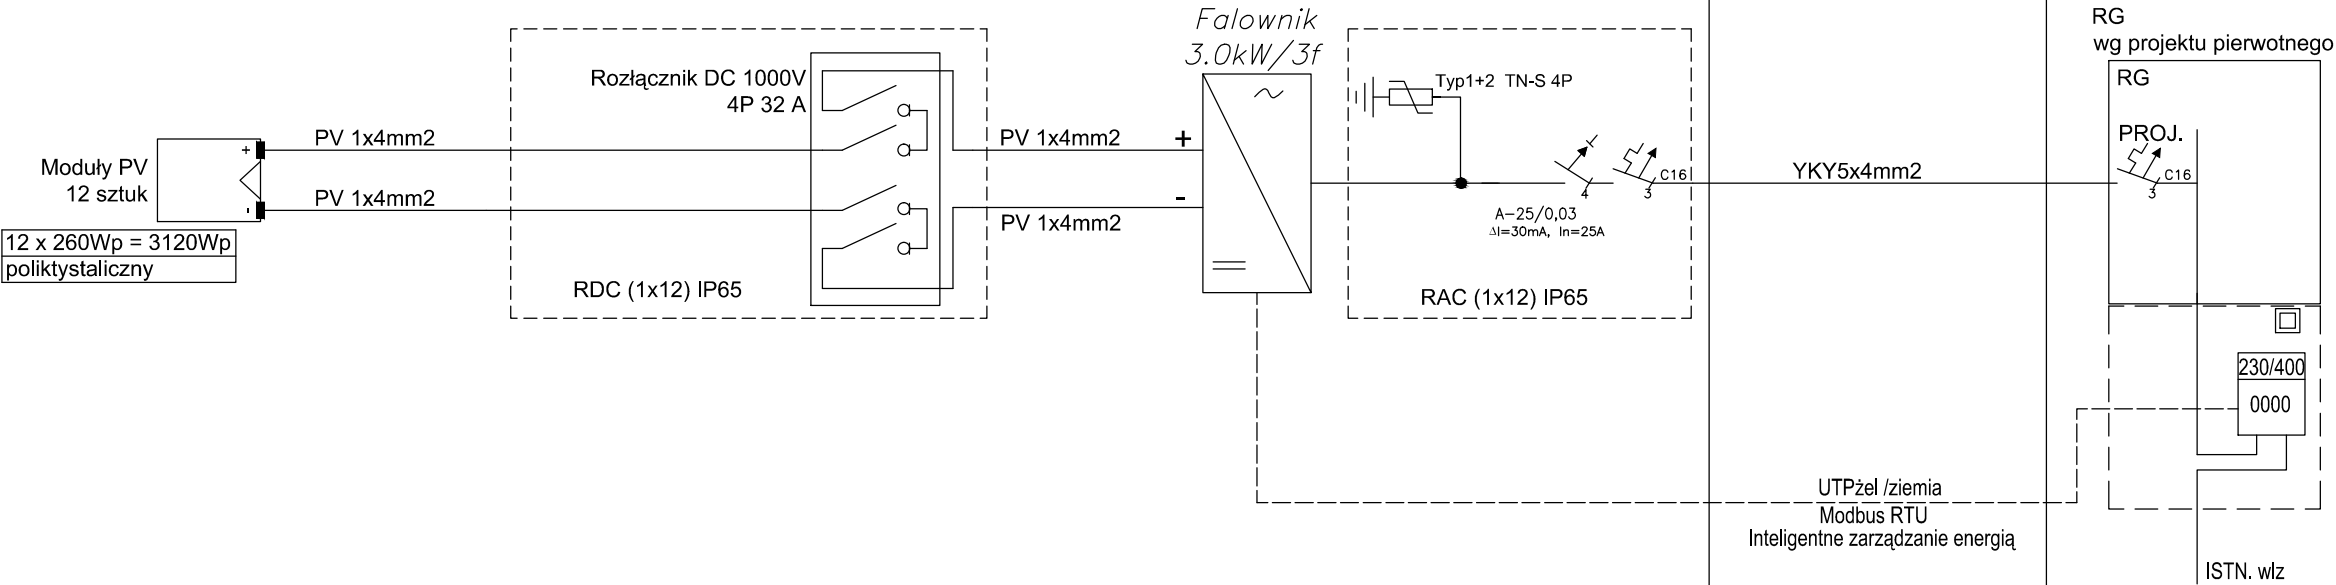 Moduły PV
12 sztuk
+
-
12 x 260Wp = 3120Wp
poliktystaliczny
PV 1x4mm2
PV 1x4mm2
Rozłącznik DC 1000V
4P 32 A
RDC (1x12) IP65
PV 1x4mm2
PV 1x4mm2
+
-
Falownik
3.0kW/3f
Typ1+2 TN-S 4P
4
3
C16
A-25/0,03
ΔI=30mA, In=25A
RAC (1x12) IP65
YKY5x4mm2
UTPżel /ziemia
Modbus RTU
Inteligentne zarządzanie energią
RG
wg projektu pierwotnego
RG
PROJ.
C16
3
230/400
0000
ISTN. wlz